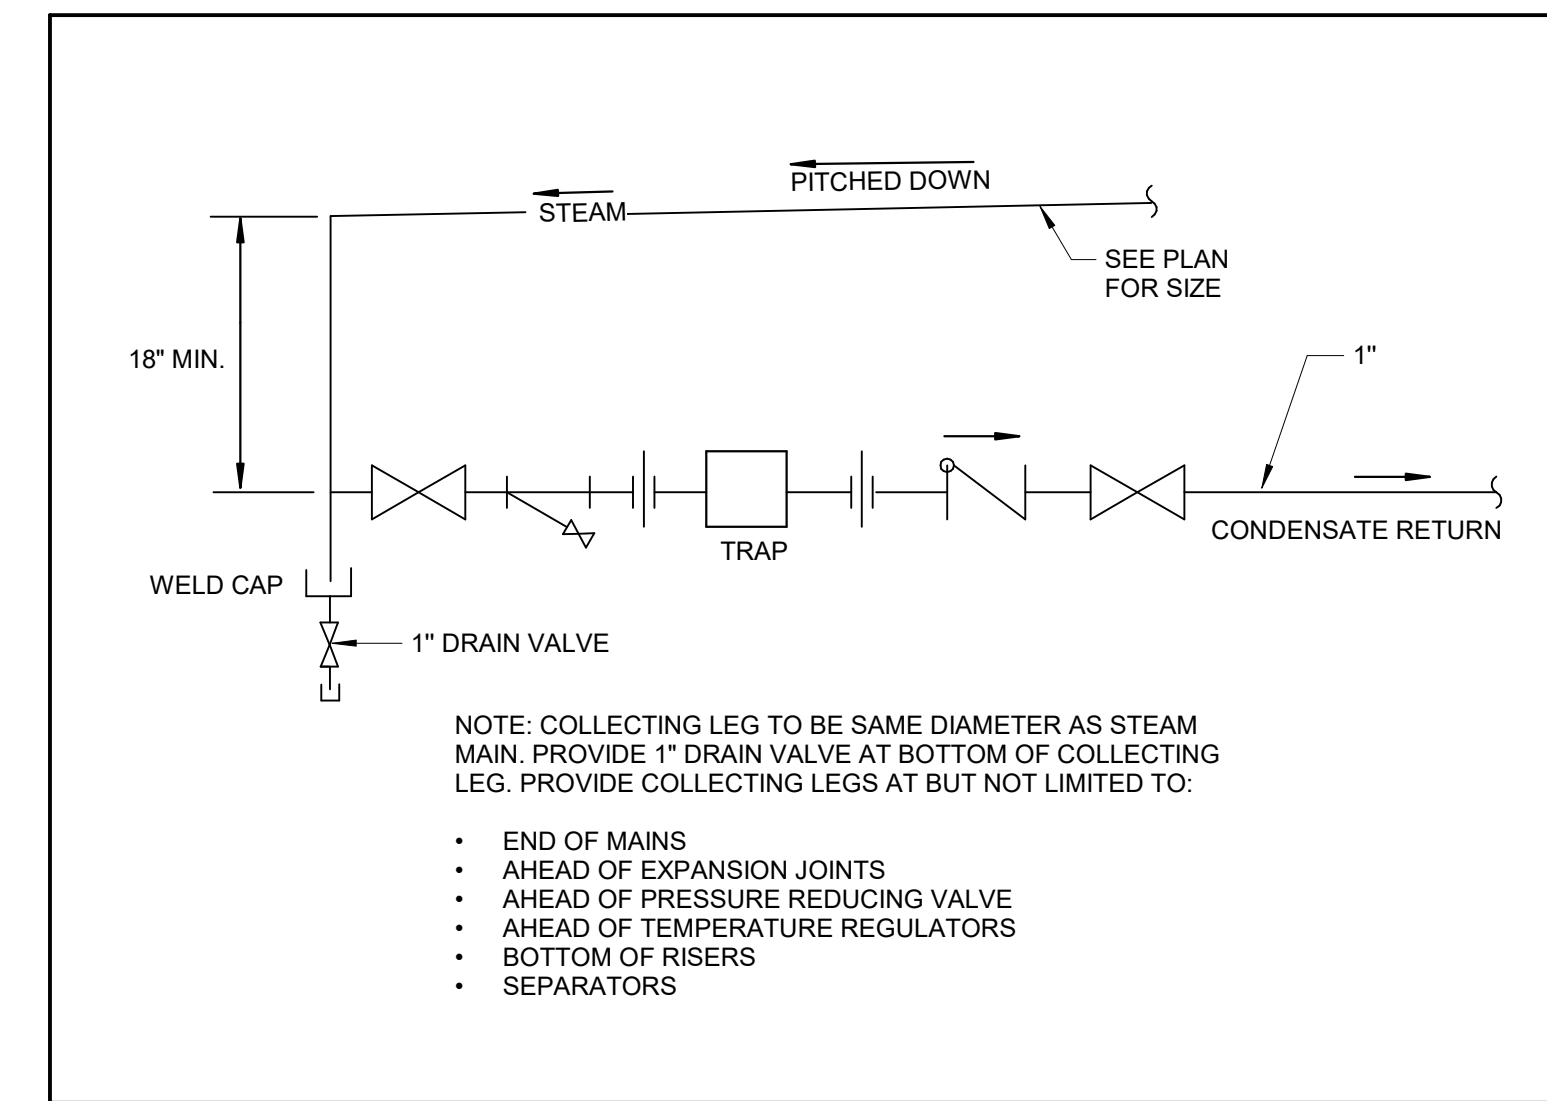 PITCHED DOWN
STEAM
SEE PLAN
FOR SIZE
18" MIN.
1"
TRAP
CONDENSATE RETURN
WELD CAP
1" DRAIN VALVE
NOTE: COLLECTING LEG TO BE SAME DIAMETER AS STEAM
MAIN. PROVIDE 1" DRAIN VALVE AT BOTTOM OF COLLECTING
LEG. PROVIDE COLLECTING LEGS AT BUT NOT LIMITED TO:
• END OF MAINS
• AHEAD OF EXPANSION JOINTS
• AHEAD OF PRESSURE REDUCING VALVE
• AHEAD OF TEMPERATURE REGULATORS
• BOTTOM OF RISERS
• SEPARATORS